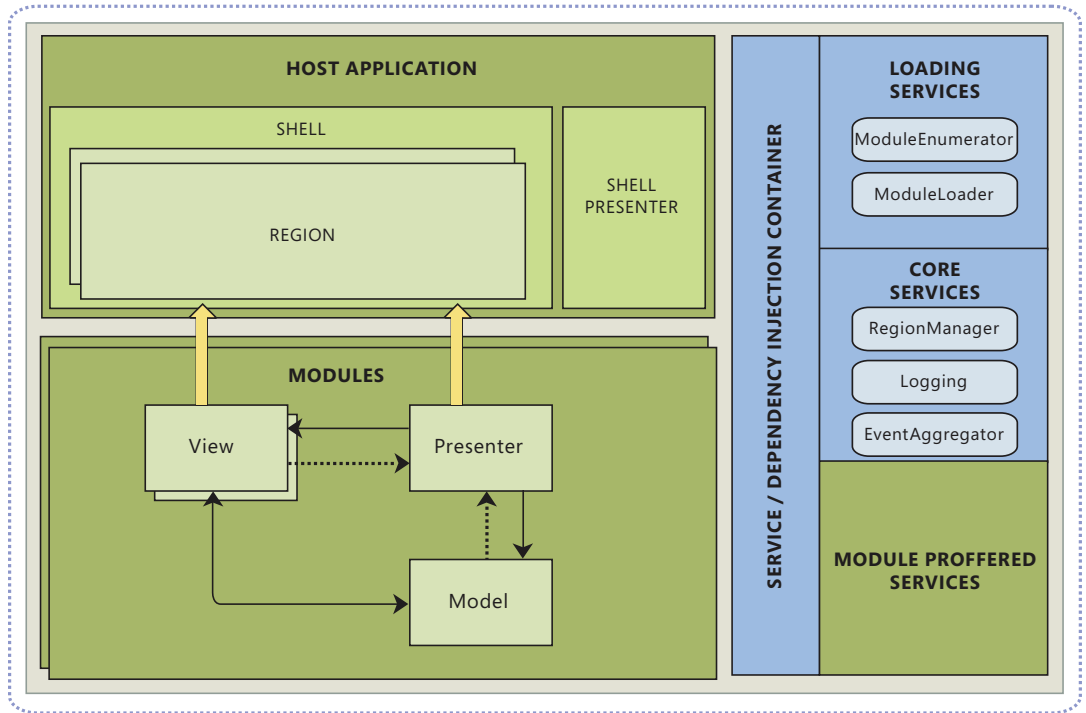 HOST APPLICATION
SHELL
REGION
SHELL
PRESENTER
MODULES
View
Presenter
Model
SERVICE / DEPENDENCY INJECTION CONTAINER
LOADING
SERVICES
ModuleEnumerator
ModuleLoader
CORE
SERVICES
RegionManager
Logging
EventAggregator
MODULE PROFFERED
SERVICES